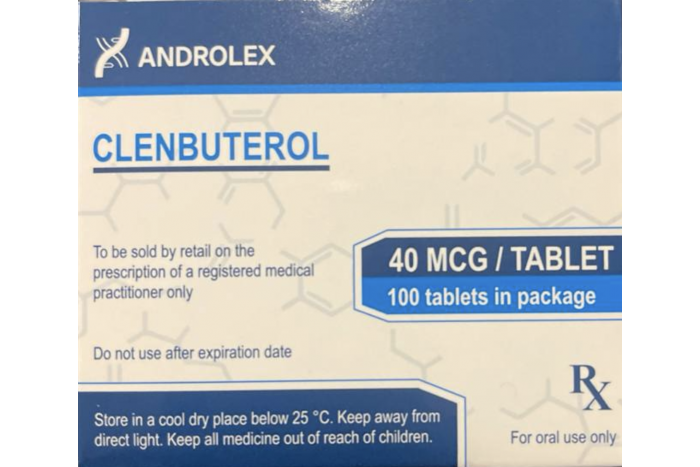 ANDROLEX
CLENBUTEROL
To be sold by retail on the
prescription of a registered medical
practitioner only
40 MCG / TABLET
100 tablets in package
Do not use after expiration date
Store in a cool dry place below 25 °C. Keep away from
direct light. Keep all medicine out of reach of children.
Rx
For oral use only